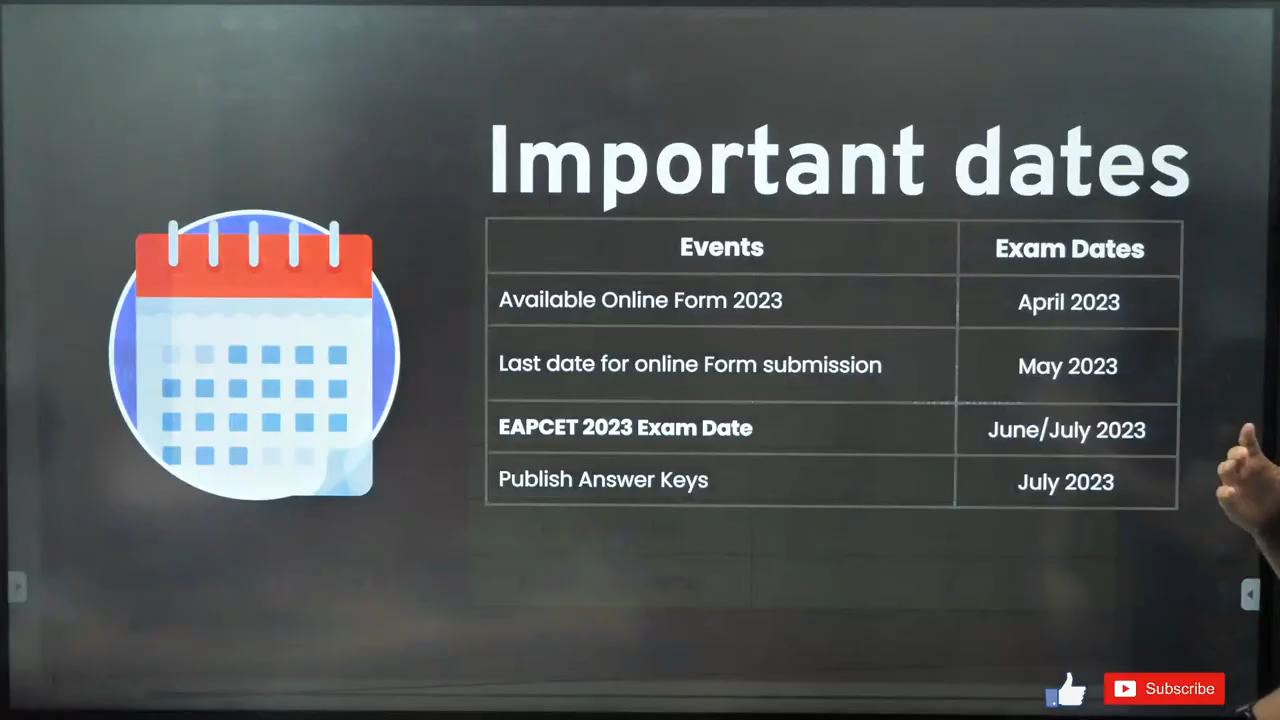 Important dates
Events Exam Dates
Available Online Form 2023 April 2023
Last date for online Form submission May 2023
EAPCET 2023 Exam Date June/July 2023
Publish Answer Keys July 2023
Subscribe